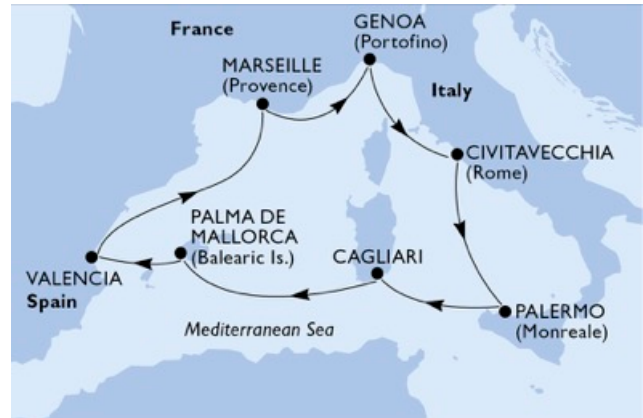 France
GENOA
(Portofino)
MARSEILLE
(Provence)
Italy
CIVITAVECCHIA
(Rome)
PALMA DE
MALLORCA
(Balearic Is.)
CAGLIARI
VALENCIA
Spain
PALERMO
(Monreale)
Mediterranean Sea